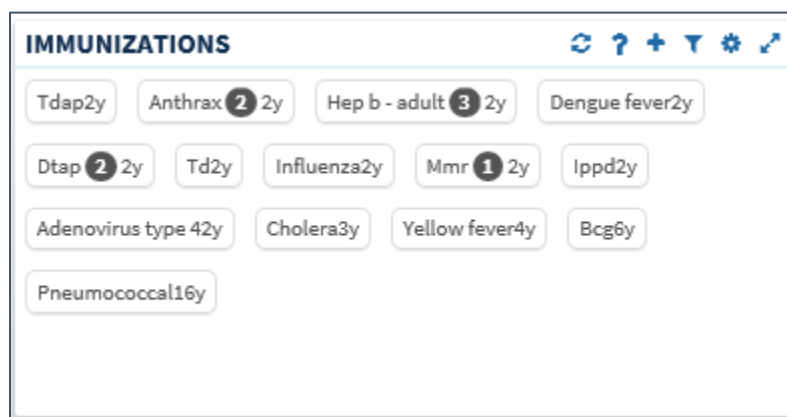 IMMUNIZATIONS ?
Tdap2y Anthrax 2 2y Hep b - adult 3 2y Dengue fever2y
Dtap 2 2y Td2y Influenza2y Mmr 1 2y Ippd2y
Adenovirus type 42y Cholera3y Yellow fever4y Bcg6y
Pneumococcal16y